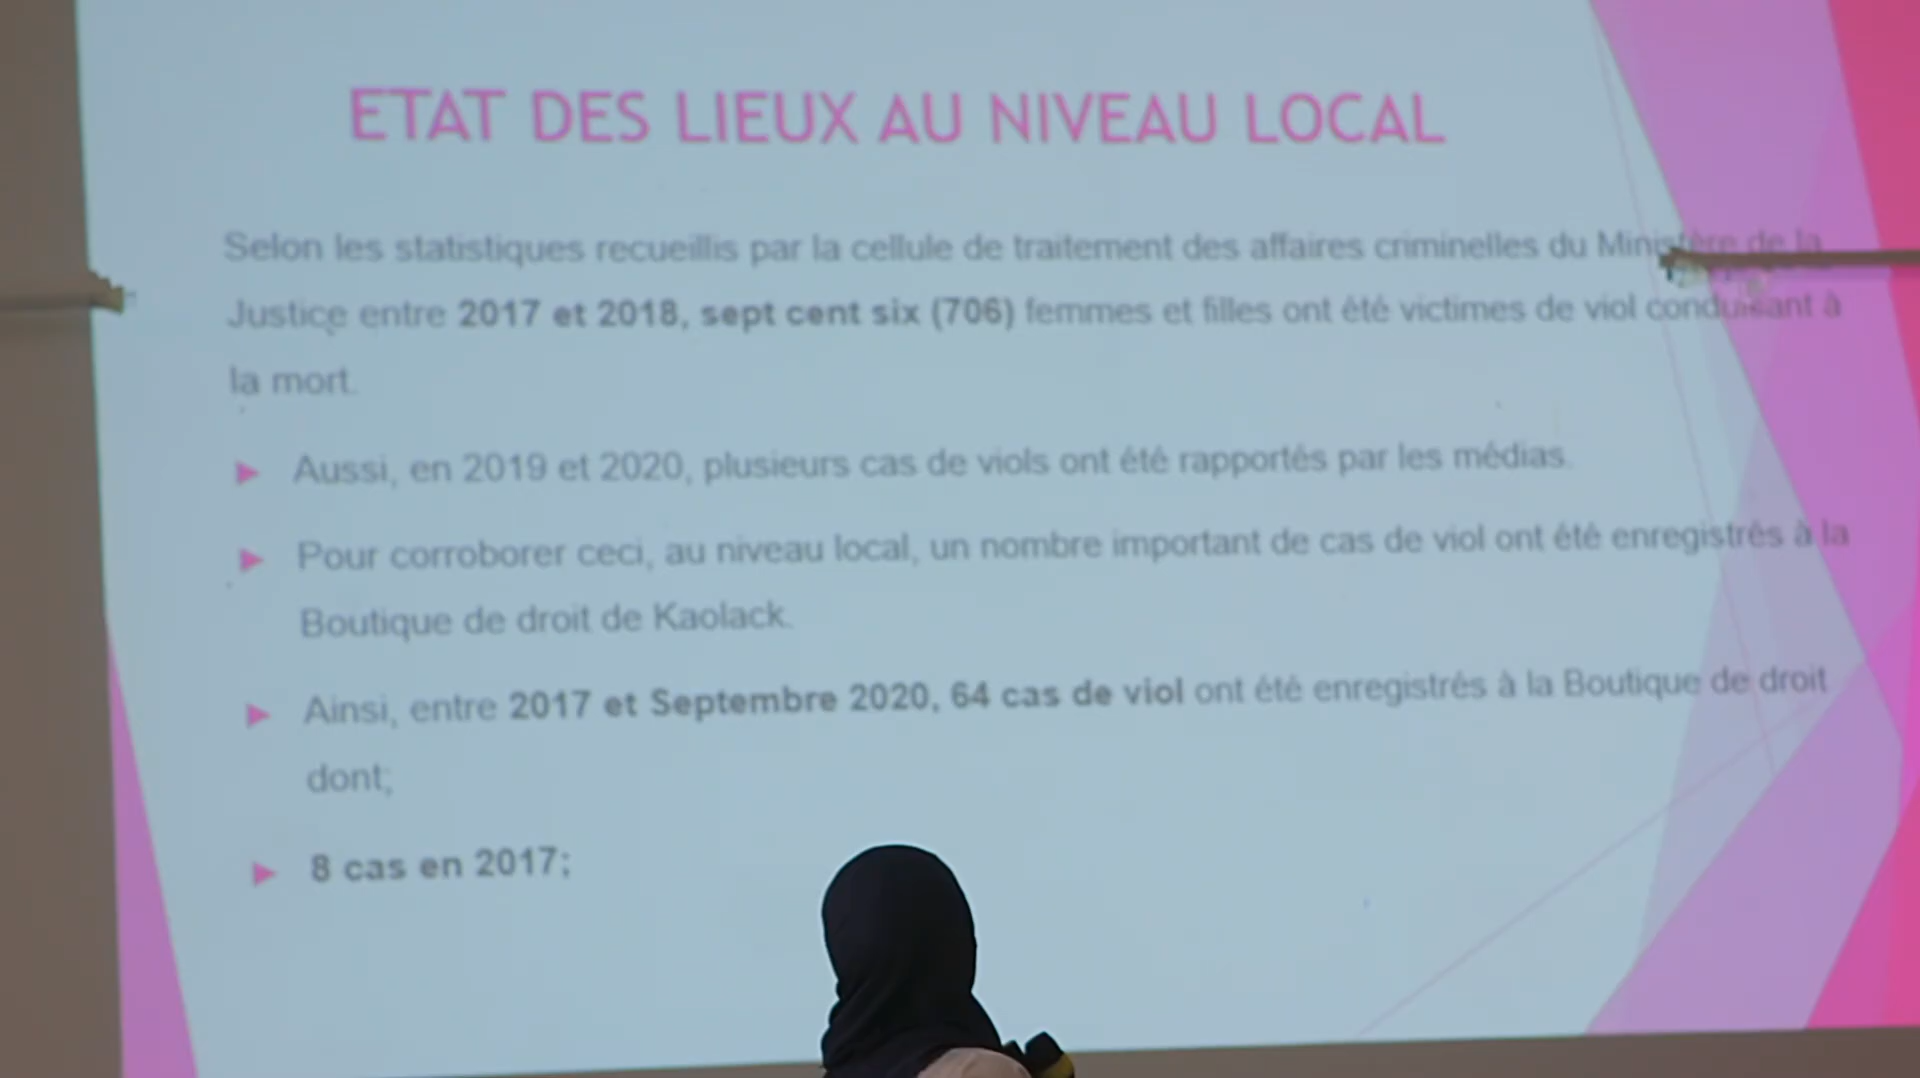 ETAT DES LIEUX AU NIVEAU LOCAL
Selon les statistiques recueillis par la cellule de traitement des affaires criminelles du Ministère de la
Justice entre 2017 et 2018, sept cent six (706) femmes et filles ont été victimes de viol conduisant à
la mort.
► Aussi, en 2019 et 2020, plusieurs cas de viols ont été rapportés par les médias.
► Pour corroborer ceci, au niveau local, un nombre important de cas de viol ont été enregistrés à la
Boutique de droit de Kaolack.
► Ainsi, entre 2017 et Septembre 2020, 64 cas de viol ont été enregistrés à la Boutique de droit
dont;
► 8 cas en 2017;